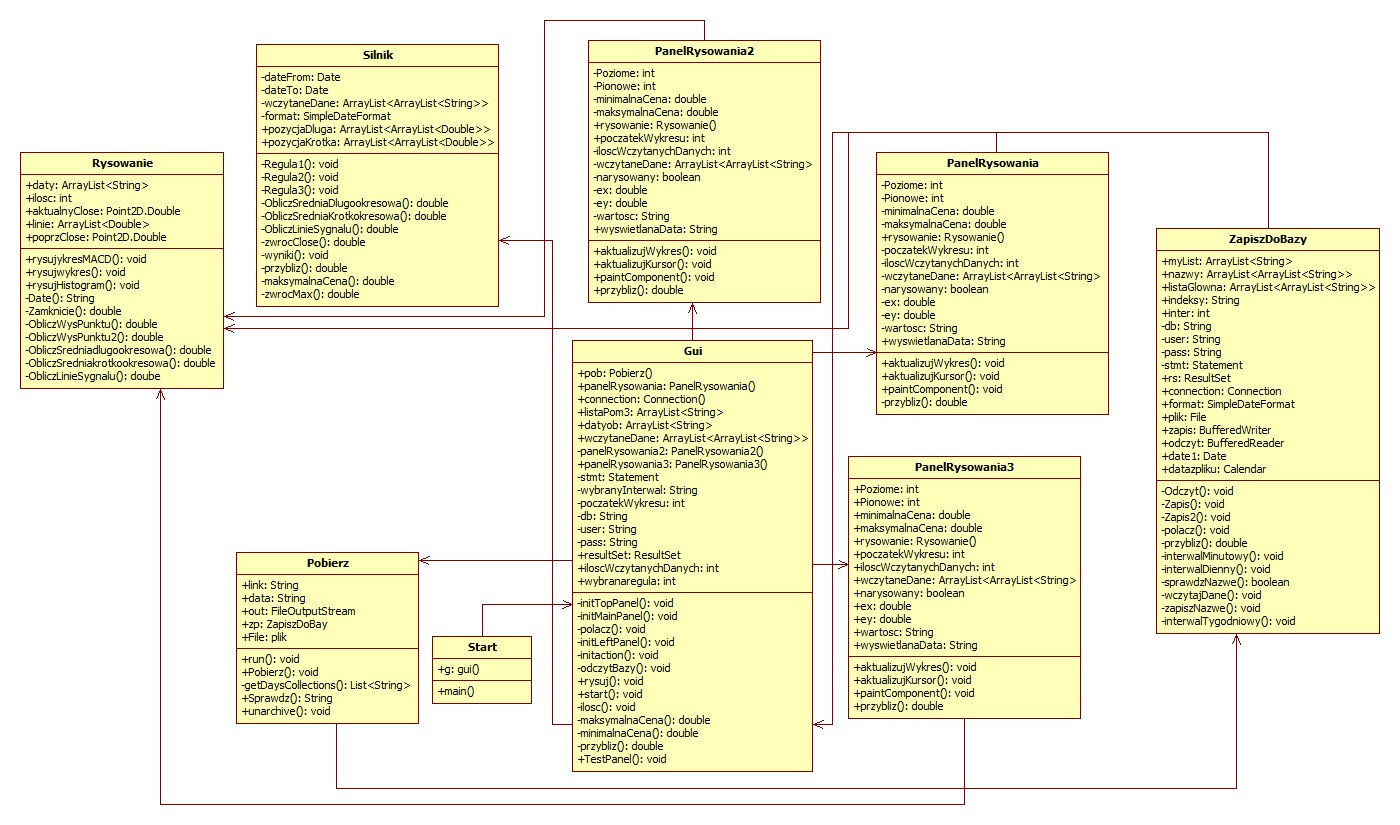 Rysowanie
+daty: ArrayList<String>
+ilosc: int
+aktualnyClose: Point2D.Double
+linie: ArrayList<Double>
+poprzClose: Point2D.Double
+rysujykresMACD(): void
+rysujwykres(): void
+rysujHistogram(): void
-Date(): String
-Zamkniecie(): double
-ObliczWysPunktu(): double
-ObliczWysPunktu2(): double
-ObliczSredniadlugookresowa(): double
-ObliczSredniakrotkookresowa(): double
-ObliczLinieSygnalu(): doube
Silnik
-dateFrom: Date
-dateTo: Date
-wczytaneDane: ArrayList<ArrayList<String>>
-format: SimpleDateFormat
+pozycjaDluga: ArrayList<ArrayList<Double>>
+pozycjaKrotka: ArrayList<ArrayList<Double>>
-Regula1(): void
-Regula2(): void
-Regula3(): void
-ObliczSredniaDlugookresowa(): double
-ObliczSredniaKrotkokresowa(): double
-ObliczLinieSygnalu(): double
-zwrocClose(): double
-wyniki(): void
-przybliz(): double
-maksymalnaCena(): double
-zwrocMax(): double
PanelRysowania2
-Poziome: int
-Pionowe: int
-minimalnaCena: double
-maksymalnaCena: double
+rysowanie: Rysowanie()
+poczatekWykresu: int
-iloscWczytanychDanych: int
-wczytaneDane: ArrayList<ArrayList<String>
-narysowany: boolean
-ex: double
-ey: double
-wartosc: String
+wyswietlanaData: String
+aktualizujWykres(): void
+aktualizujKursor(): void
+paintComponent(): void
+przybliz(): double
PanelRysowania
-Poziome: int
-Pionowe: int
-minimalnaCena: double
-maksymalnaCena: double
+rysowanie: Rysowanie()
-poczatekWykresu: int
-iloscWczytanychDanych: int
-wczytaneDane: ArrayList<ArrayList<String>
-narysowany: boolean
-ex: double
-ey: double
-wartosc: String
+wyswietlanaData: String
+aktualizujWykres(): void
+aktualizujKursor(): void
+paintComponent(): void
-przybliz(): double
ZapiszDoBazy
+myList: ArrayList<String>
+nazwy: ArrayList<ArrayList<String>>
+listaGlowna: ArrayList<ArrayList<String>>
+indeksy: String
+inter: int
-db: String
-user: String
-pass: String
-stmt: Statement
+rs: ResultSet
+connection: Connection
+format: SimpleDateFormat
+plik: File
+zapis: BufferedWriter
+odczyt: BufferedReader
+date1: Date
+datazpliku: Calendar
-Odczyt(): void
-Zapis(): void
-Zapis2(): void
-polacz(): void
-przybliz(): double
-interwalMinutowy(): void
-interwalDienny(): void
-sprawdzNazwe(): boolean
-wczytajDane(): void
-zapiszNazwe(): void
-interwalTygodniowy(): void
Gui
+pob: Pobierz()
+panelRysowania: PanelRysowania()
+connection: Connection()
+listaPom3: ArrayList<String>
+datyob: ArrayList<String>
+wczytaneDane: ArrayList<ArrayList<String>>
-panelRysowania2: PanelRysowania2()
+panelRysowania3: PanelRysowania3()
-stmt: Statement
-wybranyInterwal: String
-poczatekWykresu: int
-db: String
-user: String
-pass: String
+resultSet: ResultSet
+iloscWczytanychDanych: int
+wybranaregula: int
-initTopPanel(): void
-initMainPanel(): void
-polacz(): void
-initLeftPanel(): void
-initaction(): void
-odczytBazy(): void
+rysuj(): void
+start(): void
-ilosc(): void
-maksymalnaCena(): double
-minimalnaCena(): double
-przybliz(): double
+TestPanel(): void
PanelRysowania3
+Poziome: int
+Pionowe: int
+minimalnaCena: double
+maksymalnaCena: double
+rysowanie: Rysowanie()
+poczatekWykresu: int
+iloscWczytanychDanych: int
+wczytaneDane: ArrayList<ArrayList<String>
+narysowany: boolean
+ex: double
+ey: double
+wartosc: String
+wyswietlanaData: String
+aktualizujWykres(): void
+aktualizujKursor(): void
+paintComponent(): void
+przybliz(): double
Pobierz
+link: String
+data: String
+out: FileOutputStream
+zp: ZapiszDoBay
+File: plik
+run(): void
+Pobierz(): void
-getDaysCollections(): List<String>
+Sprawdz(): String
+unarchive(): void
Start
+g: gui()
+main()